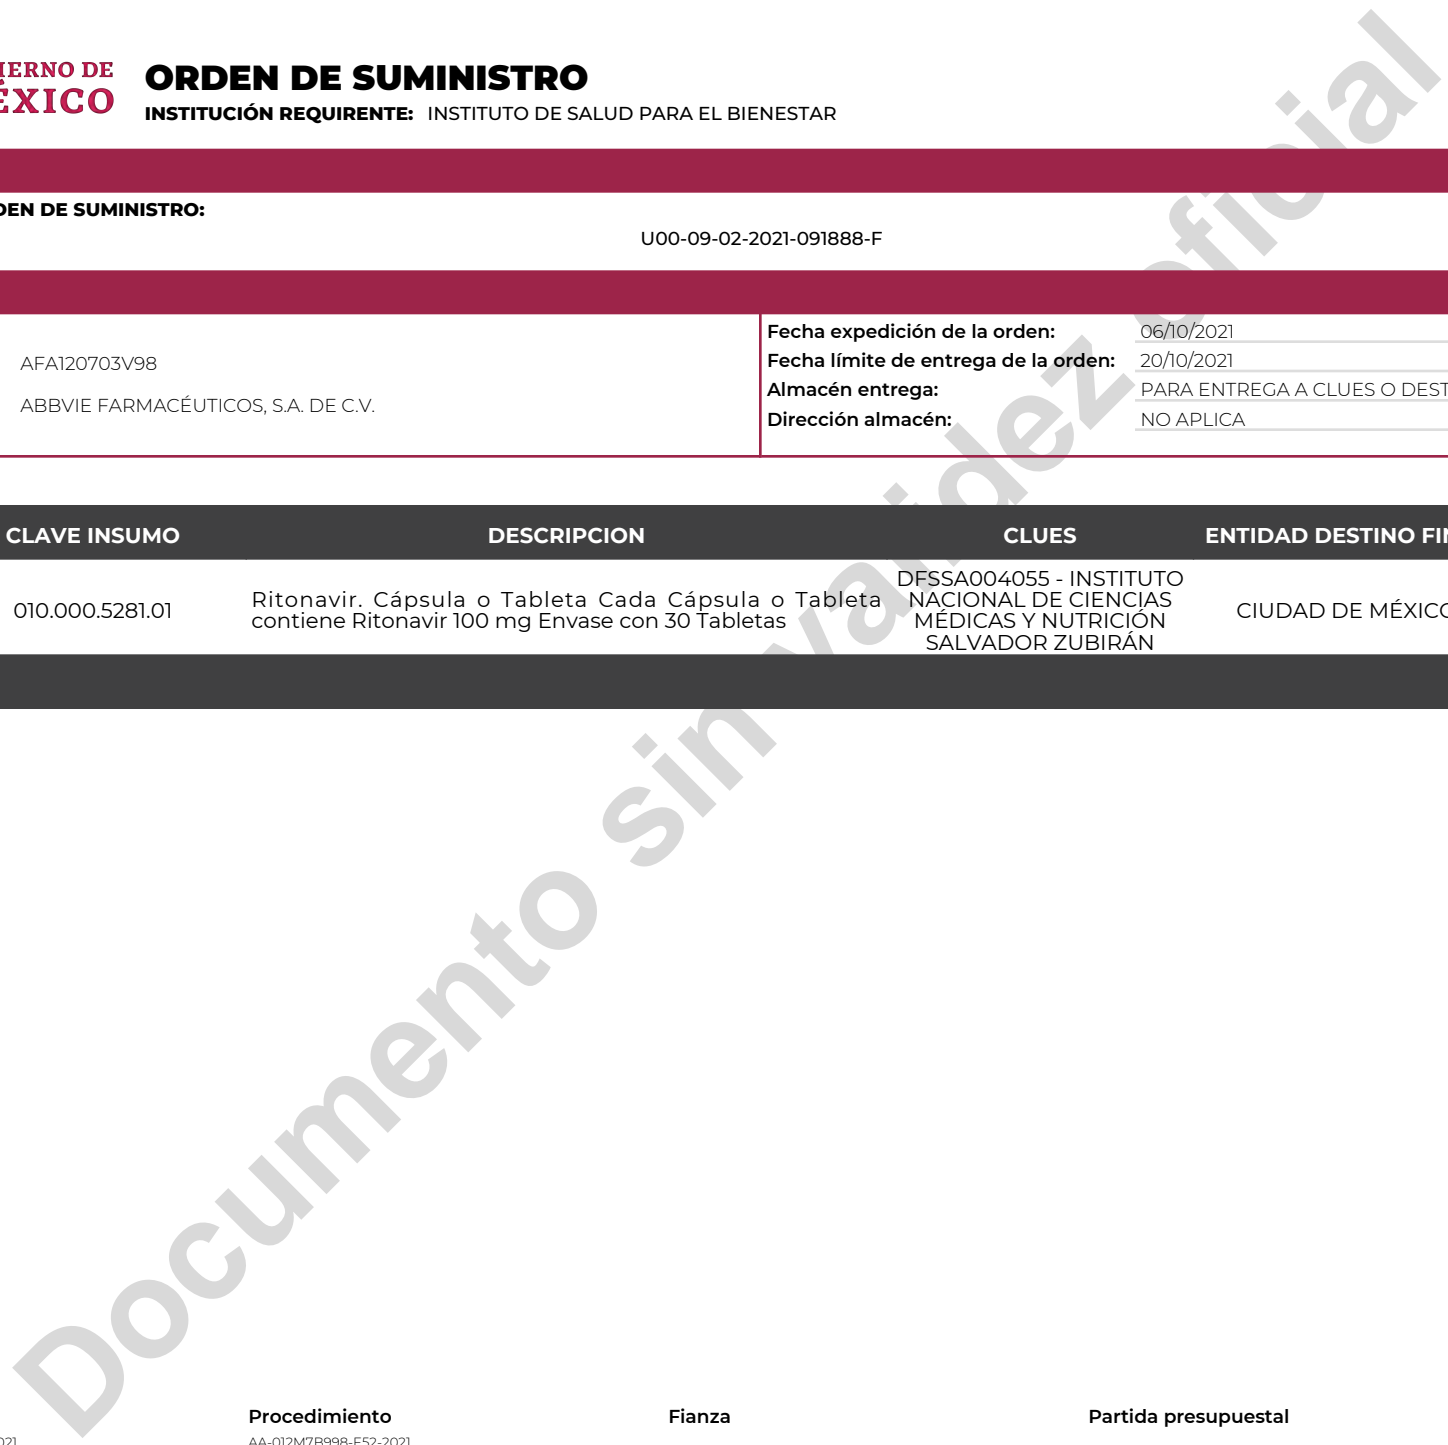 IERNO DE
ÉXICO
ORDEN DE SUMINISTRO
INSTITUCIÓN REQUIRENTE: INSTITUTO DE SALUD PARA EL BIENESTAR
DEN DE SUMINISTRO:
U00-09-02-2021-091888-F
AFA120703V98
ABBVIE FARMACÉUTICOS, S.A. DE C.V.
Fecha expedición de la orden: 06/10/2021
Fecha límite de entrega de la orden: 20/10/2021
Almacén entrega: PARA ENTREGA A CLUES O DEST
Dirección almacén: NO APLICA
CLAVE INSUMO DESCRIPCION CLUES ENTIDAD DESTINO FIN
010.000.5281.01
Ritonavir. Cápsula o Tableta Cada Cápsula o Tableta
contiene Ritonavir 100 mg Envase con 30 Tabletas
DFSSA004055 - INSTITUTO
NACIONAL DE CIENCIAS
MÉDICAS Y NUTRICIÓN
SALVADOR ZUBIRÁN
CIUDAD DE MÉXICO
Documento sin validez oficial
Procedimiento Fianza Partida presupuestal
021 AA-012M7B998-E52-2021